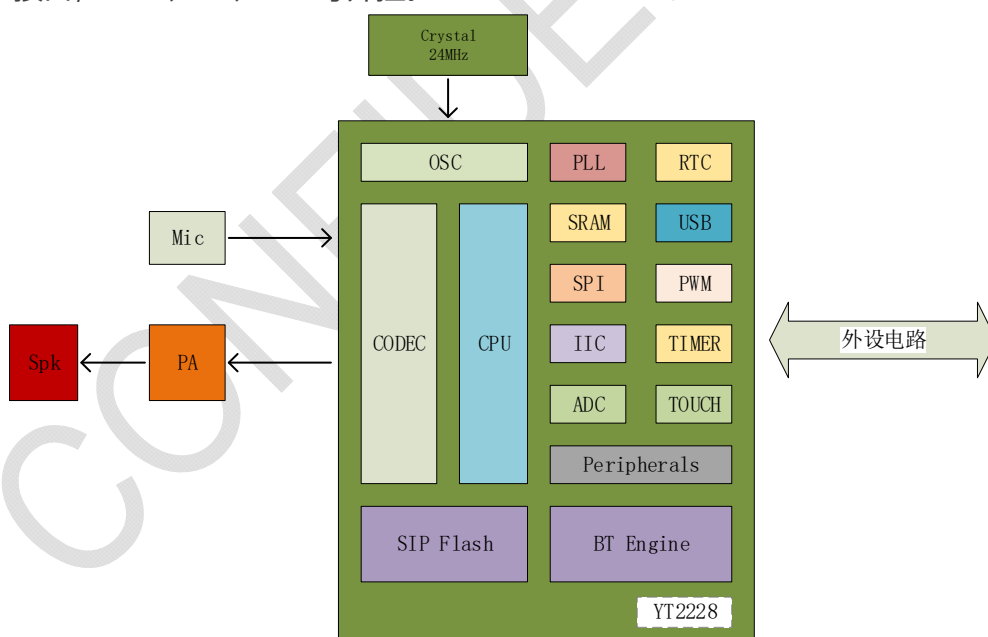 Crystal
24MHz
OSC
PLL
RTC
SRAM
USB
Mic
SPI
PWM
CODEC
CPU
IIC
TIMER
外设电路
Spk
PA
ADC
TOUCH
Peripherals
SIP Flash
BT Engine
YT2228